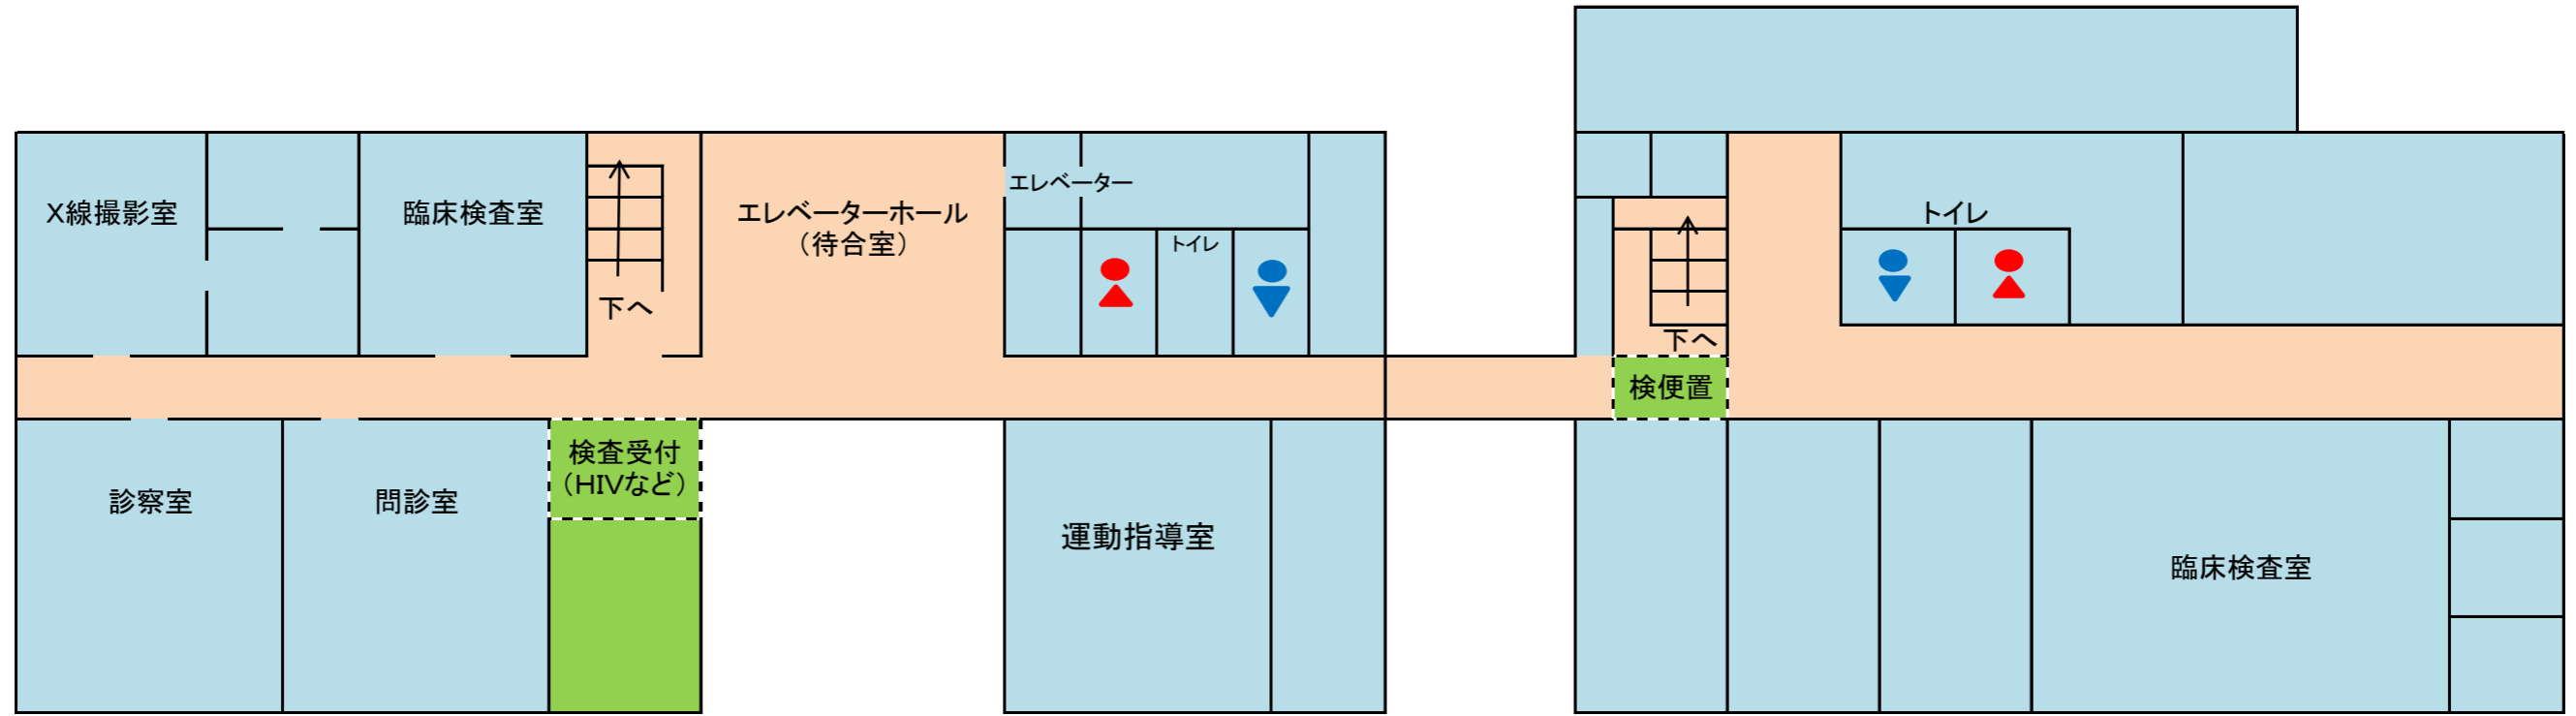 X線撮影室
臨床検査室
下へ
エレベーターホール
（待合室）
エレベーター
トイレ
下へ
トイレ
検便置
診察室
問診室
検査受付
（HIVなど）
運動指導室
臨床検査室